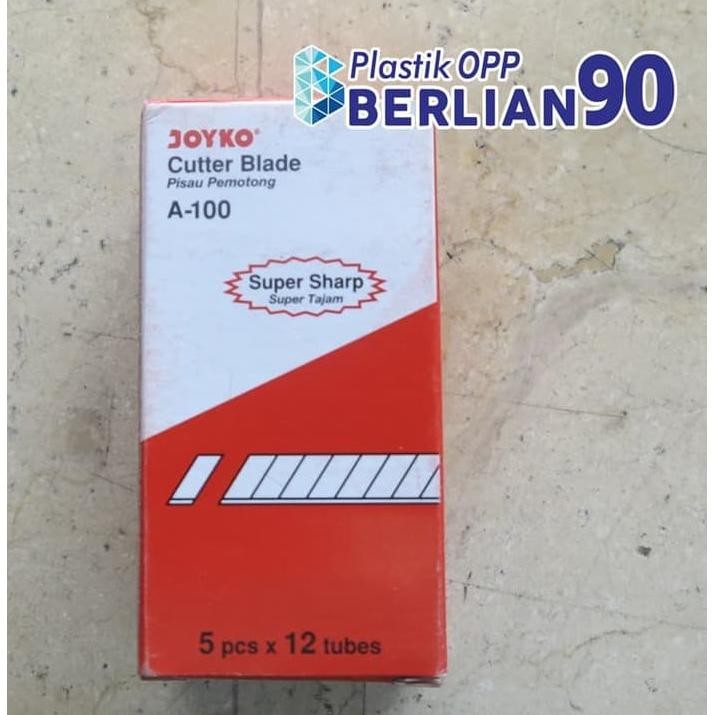 Plastik OPP
BERLIAN90
JOYKO®
Cutter Blade
Pisau Pemotong
A-100
Super Sharp
Super Tajam
5 pcs x 12 tubes